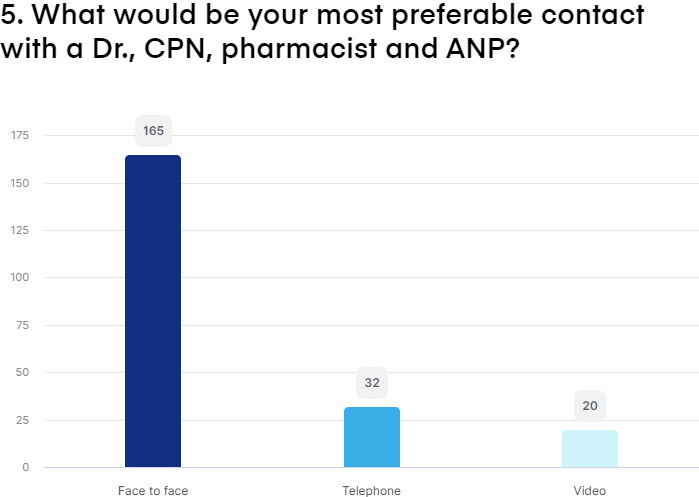 5. What would be your most preferable contact
with a Dr., CPN, pharmacist and ANP?
175
165
150
125
100
75
50
32
25
20
0
Face to face
Telephone
Video